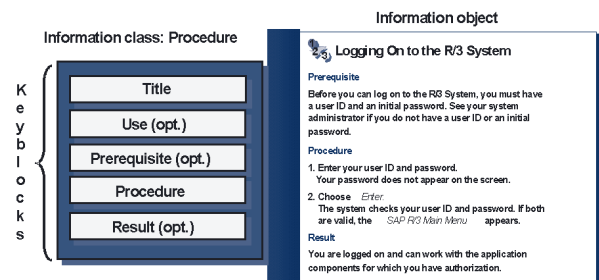 Information object
Information class: Procedure
Keyblocks
Title
Use (opt.)
Prerequisite (opt.)
Procedure
Result (opt.)
Logging On to the R/3 System
Prerequisite
Before you can log on to the R/3 System, you must have
a user ID and an initial password. See your system
administrator if you do not have a user ID or an initial
password.
Procedure
1. Enter your user ID and password.
Your password does not appear on the screen.
2. Choose Enter.
The system checks your user ID and password. If both
are valid, the SAP R/3 Main Menu appears.
Result
You are logged on and can work with the application
components for which you have authorization.